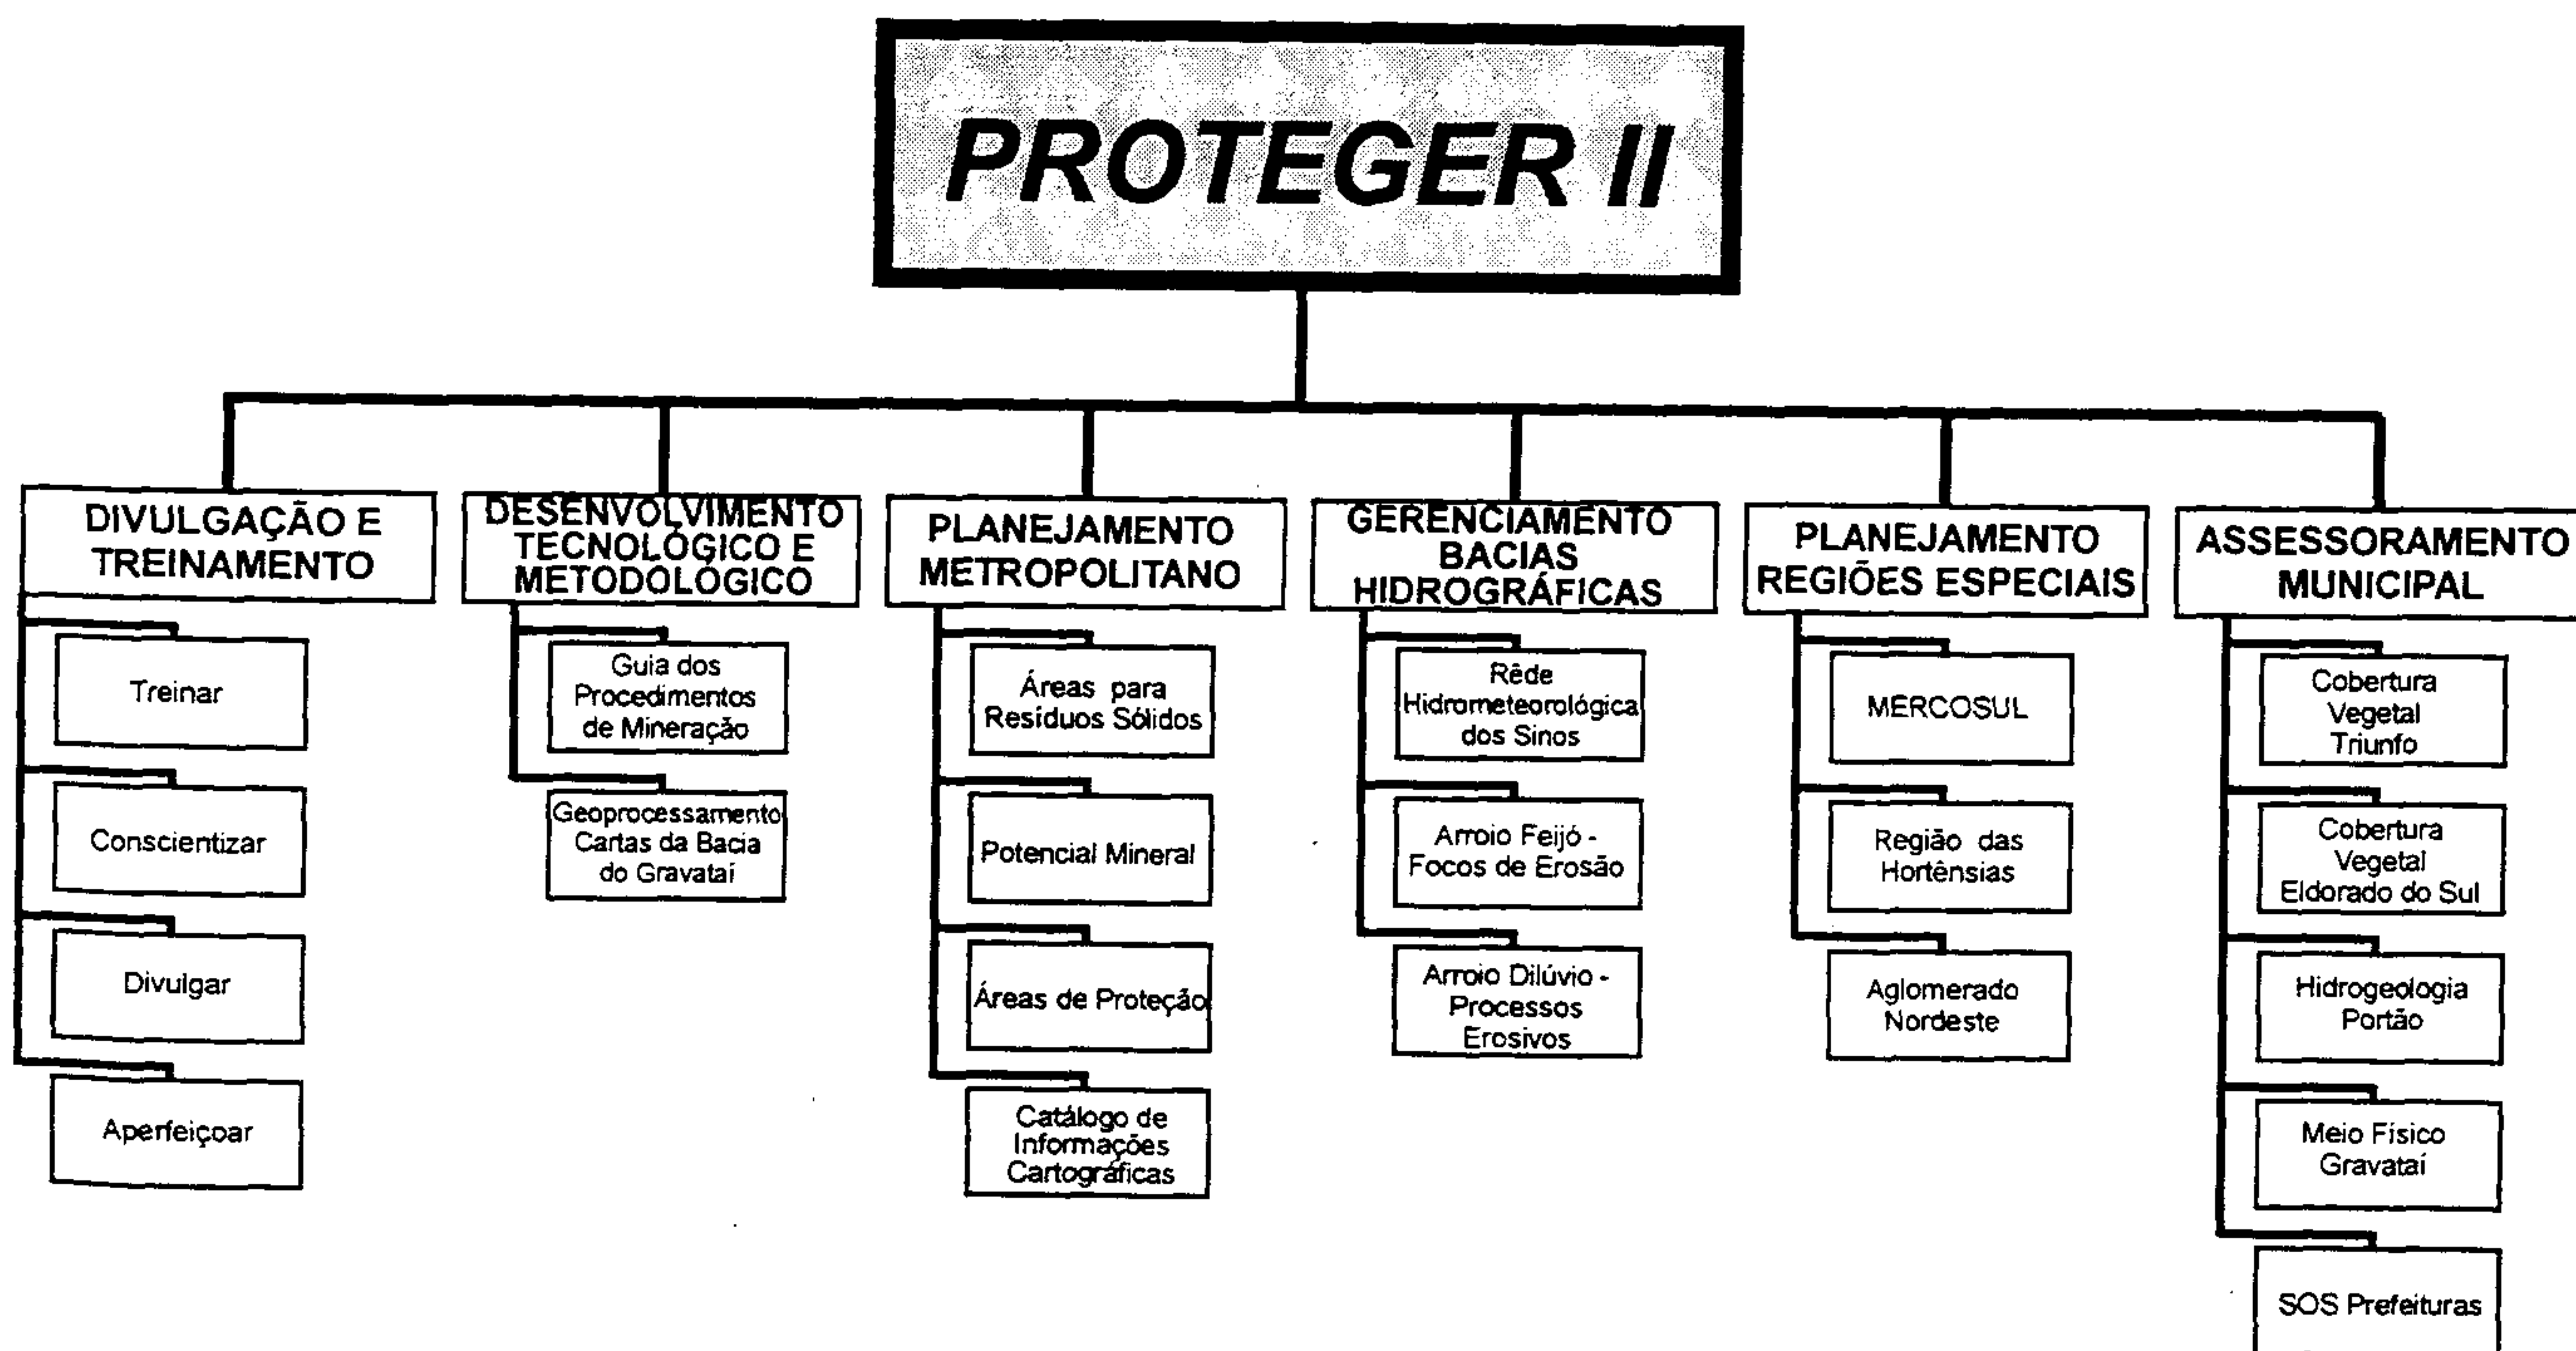 PROTEGER II
DIVULGAÇÃO E
TREINAMENTO
Treinar
Conscientizar
Divulgar
Aperfeiçoar
DESENVOLVIMENTO
TECNOLÓGICO E
METODOLÓGICO
Guia dos
Procedimentos
de Mineração
Geoprocessamento
Cartas da Bacia
do Gravataí
PLANEJAMENTO
METROPOLITANO
Áreas para
Resíduos Sólidos
Potencial Mineral
Áreas de Proteção
Catálogo de
Informações
Cartográficas
GERENCIAMENTO
BACIAS
HIDROGRÁFICAS
Rêde
Hidrometeorológica
dos Sinos
Arroio Feijó -
Focos de Erosão
Arroio Dilúvio -
Processos
Erosivos
PLANEJAMENTO
REGIÕES ESPECIAIS
MERCOSUL
Região das
Hortênsias
Aglomerado
Nordeste
ASSESSORAMENTO
MUNICIPAL
Cobertura
Vegetal
Triunfo
Cobertura
Vegetal
Eldorado do Sul
Hidrogeologia
Portão
Meio Físico
Gravataí
SOS Prefeituras